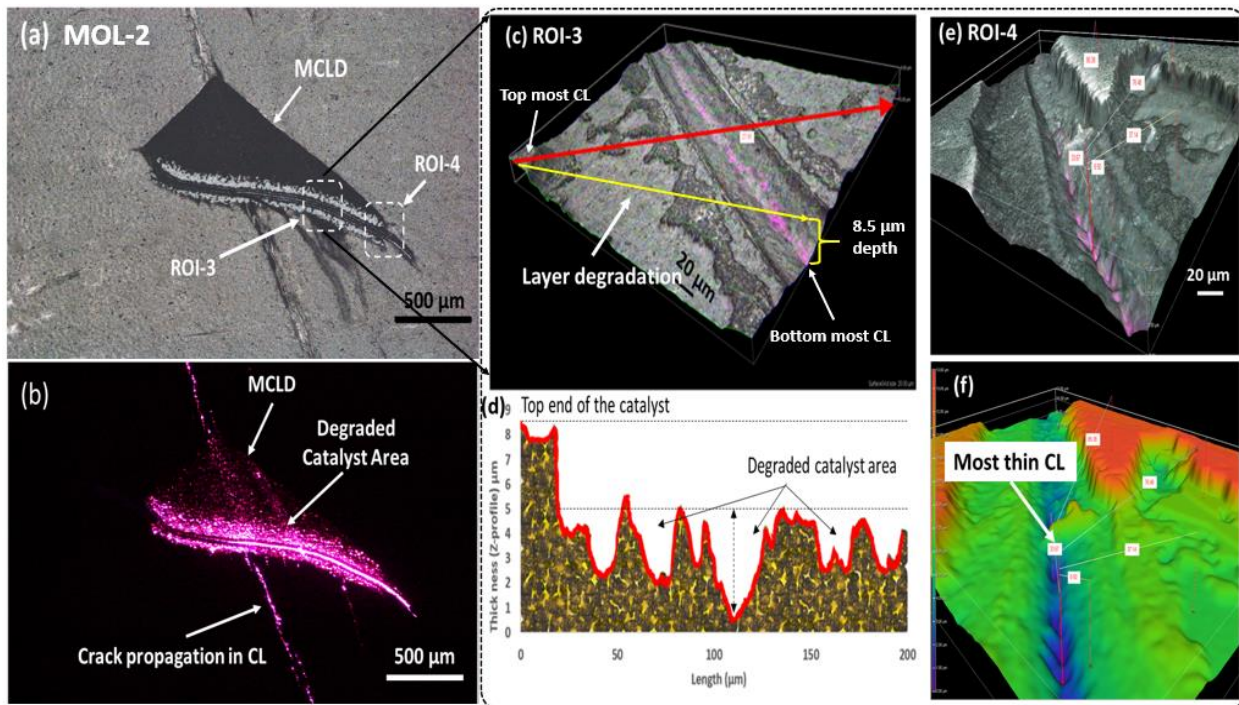 (a) MOL-2
MCLD
ROI-4
ROI-3
500 µm
(b)
MCLD
Degraded
Catalyst Area
Crack propagation in CL
500 µm
(c) ROI-3
Top most CL
8.5 µm
depth
Layer degradation
20 µm
Bottom most CL
(d)
Top end of the catalyst
Degraded catalyst area
Thick ness (Z-profile) µm
9
8
7
6
5
4
3
2
1
0
0
50
100
150
200
Length (µm)
(e) ROI-4
20 µm
(f)
Most thin CL